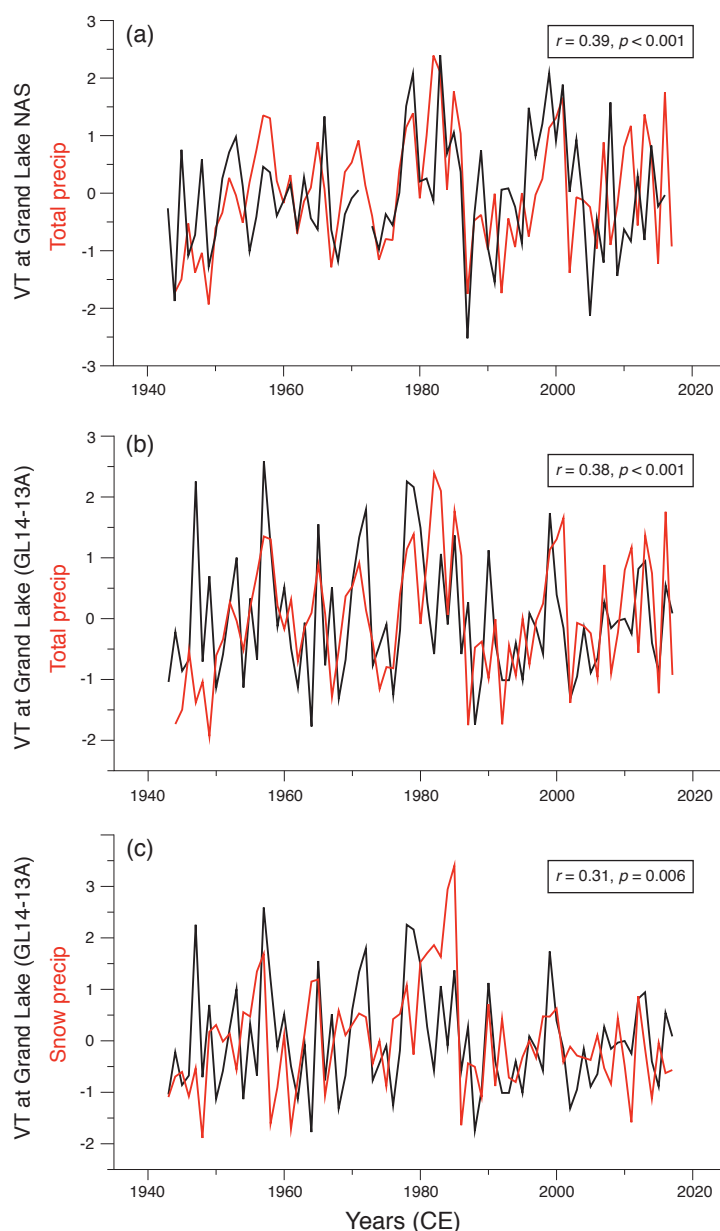 (a)
r = 0.39, p < 0.001
VT at Grand Lake NAS
Total precip
3
2
1
0
-1
-2
-3
1940
1960
1980
2000
2020
(b)
r = 0.38, p < 0.001
VT at Grand Lake (GL14-13A)
Total precip
3
2
1
0
-1
-2
1940
1960
1980
2000
2020
(c)
r = 0.31, p = 0.006
VT at Grand Lake (GL14-13A)
Snow precip
3
2
1
0
-1
-2
1940
1960
1980
2000
2020
Years (CE)